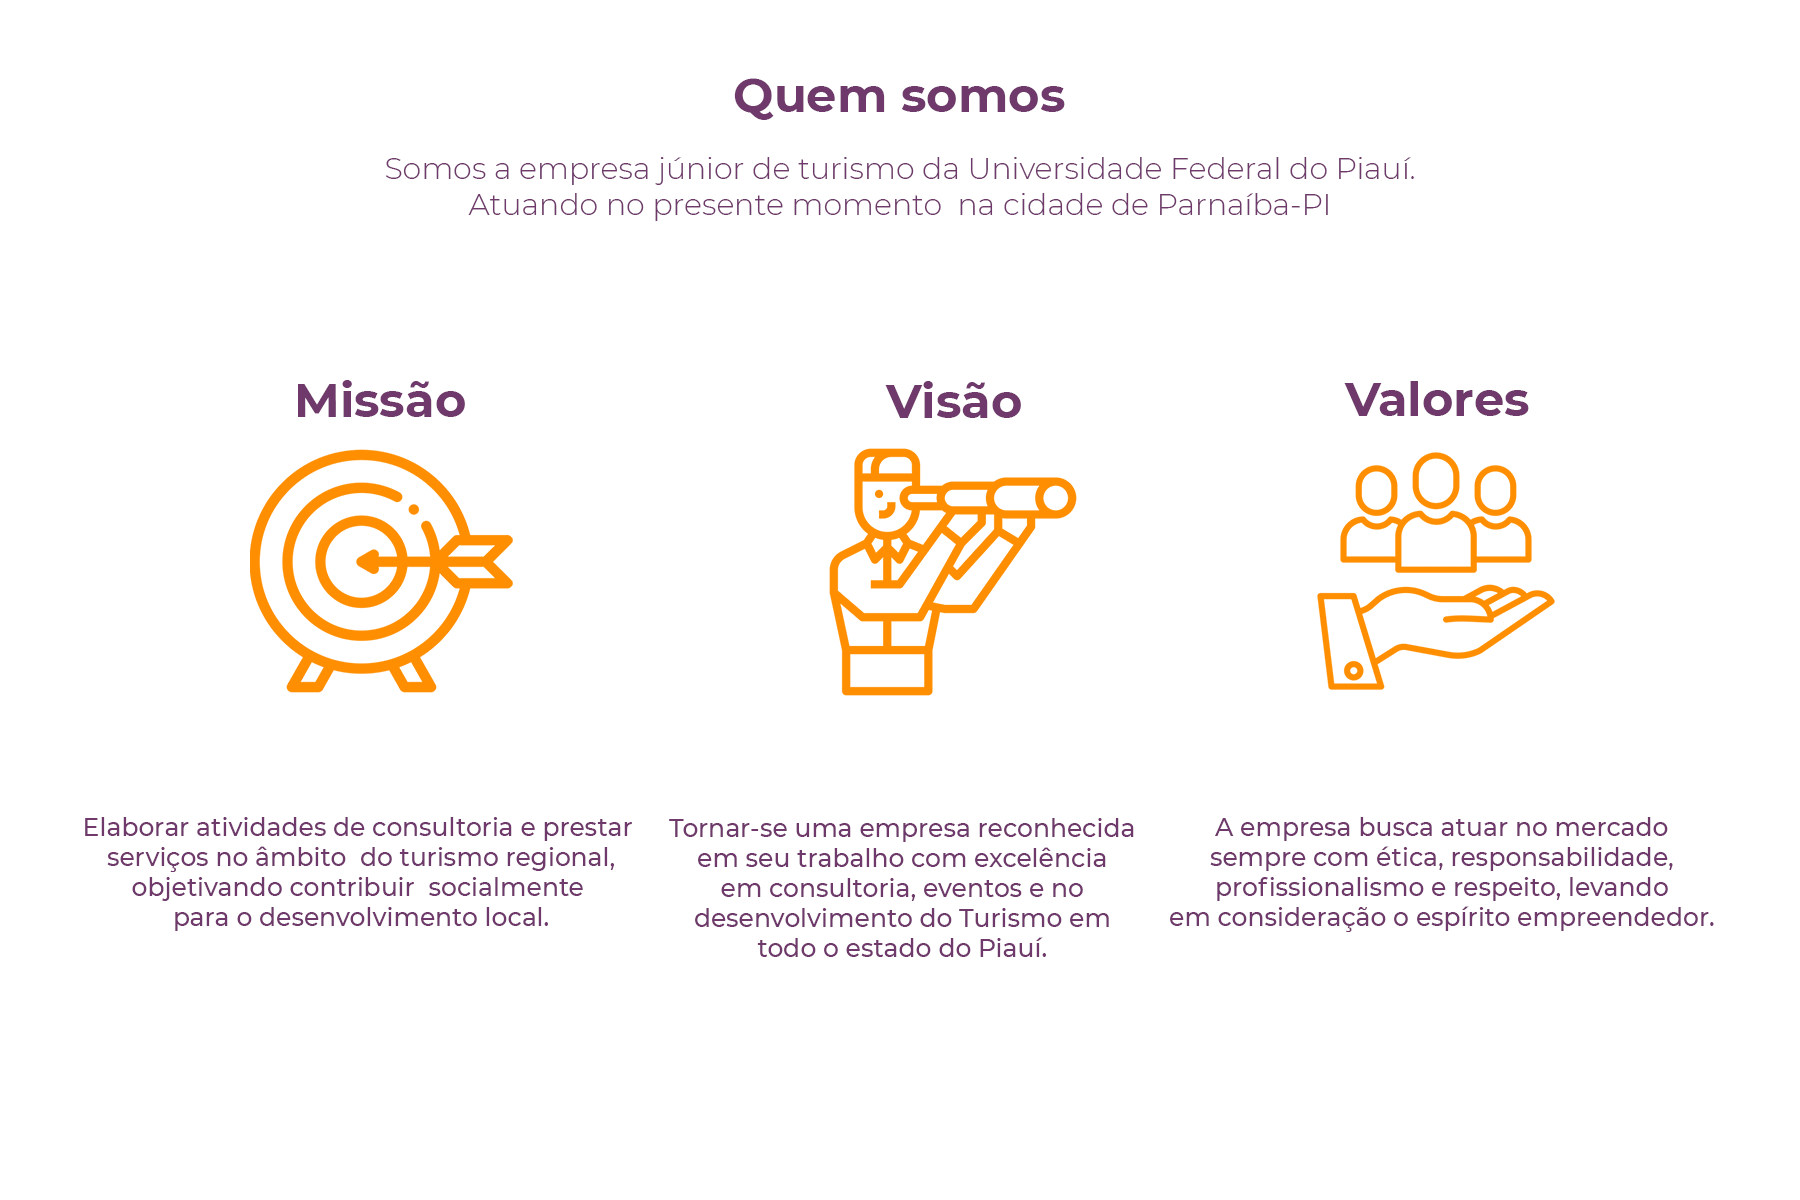 Quem somos
Somos a empresa júnior de turismo da Universidade Federal do Piauí.
Atuando no presente momento  na cidade de Parnaíba-PI
Missão
Elaborar atividades de consultoria e prestar
serviços no âmbito  do turismo regional,
objetivando contribuir  socialmente
para o desenvolvimento local.
Visão
Tornar-se uma empresa reconhecida
em seu trabalho com excelência
em consultoria, eventos e no
desenvolvimento do Turismo em
todo o estado do Piauí.
Valores
A empresa busca atuar no mercado
sempre com ética, responsabilidade,
profissionalismo e respeito, levando
em consideração o espírito empreendedor.